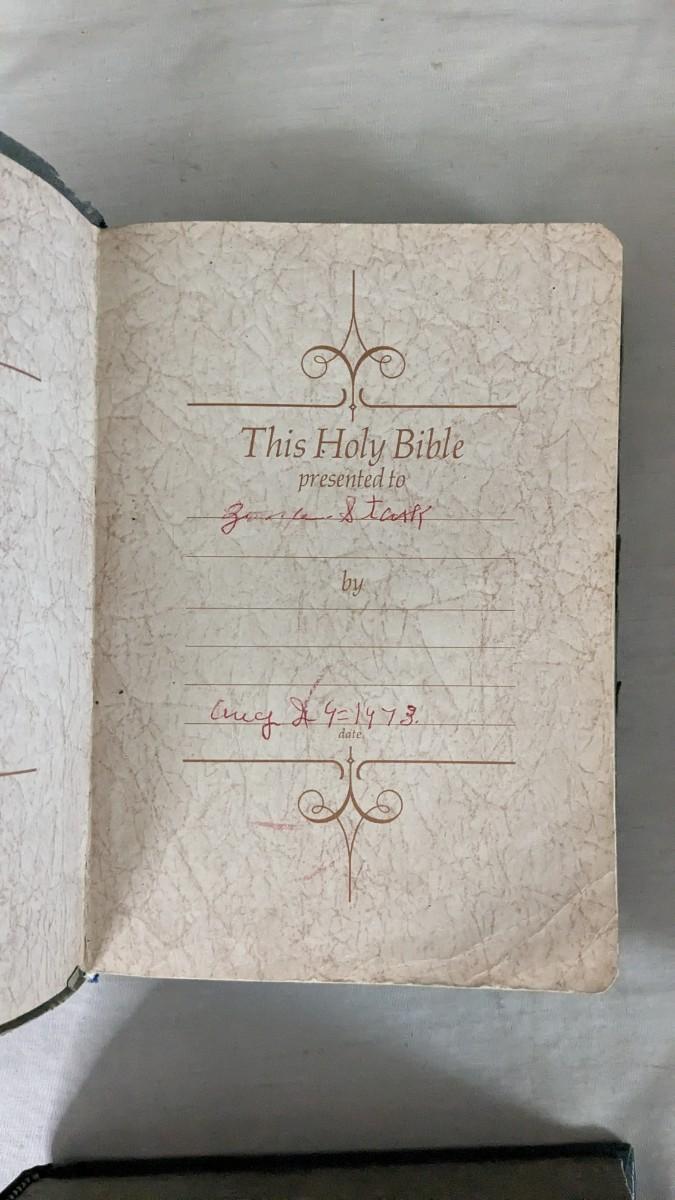 This Holy Bible
presented to
Stark
by
Aug 24=1973.
date